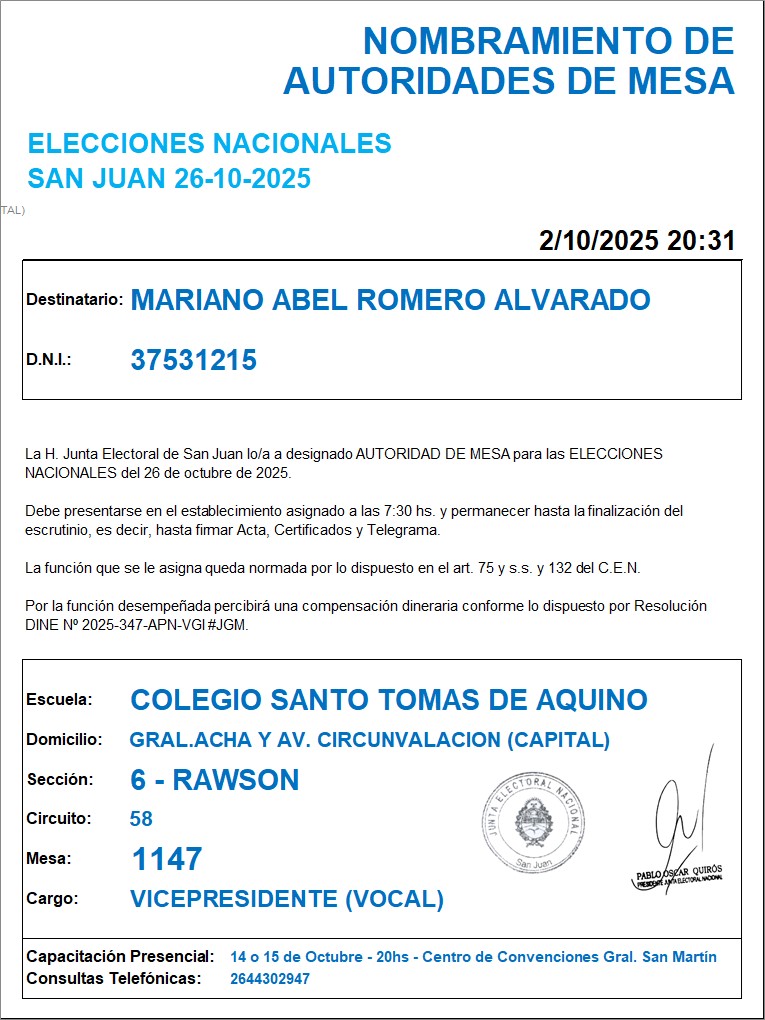 NOMBRAMIENTO DE
AUTORIDADES DE MESA
ELECCIONES NACIONALES
SAN JUAN 26-10-2025
TAL)
2/10/2025 20:31
Destinatario: MARIANO ABEL ROMERO ALVARADO
D.N.I.: 37531215
La H. Junta Electoral de San Juan lo/a a designado AUTORIDAD DE MESA para las ELECCIONES
NACIONALES del 26 de octubre de 2025.
Debe presentarse en el establecimiento asignado a las 7:30 hs. y permanecer hasta la finalización del
escrutinio, es decir, hasta firmar Acta, Certificados y Telegrama.
La función que se le asigna queda normada por lo dispuesto en el art. 75 y s.s. y 132 del C.E.N.
Por la función desempeñada percibirá una compensación dineraria conforme lo dispuesto por Resolución
DINE Nº 2025-347-APN-VGI#JGM.
Escuela: COLEGIO SANTO TOMAS DE AQUINO
Domicilio: GRAL.ACHA Y AV. CIRCUNVALACION (CAPITAL)
Sección: 6 - RAWSON
Circuito: 58
Mesa: 1147
Cargo: VICEPRESIDENTE (VOCAL)
JUNTA ELECTORAL NACIONAL
San Juan
PABLO OSCAR QUIRÓS
PRESIDENTE JUNTA ELECTORAL NACIONAL
Capacitación Presencial: 14 o 15 de Octubre - 20hs - Centro de Convenciones Gral. San Martín
Consultas Telefónicas: 2644302947